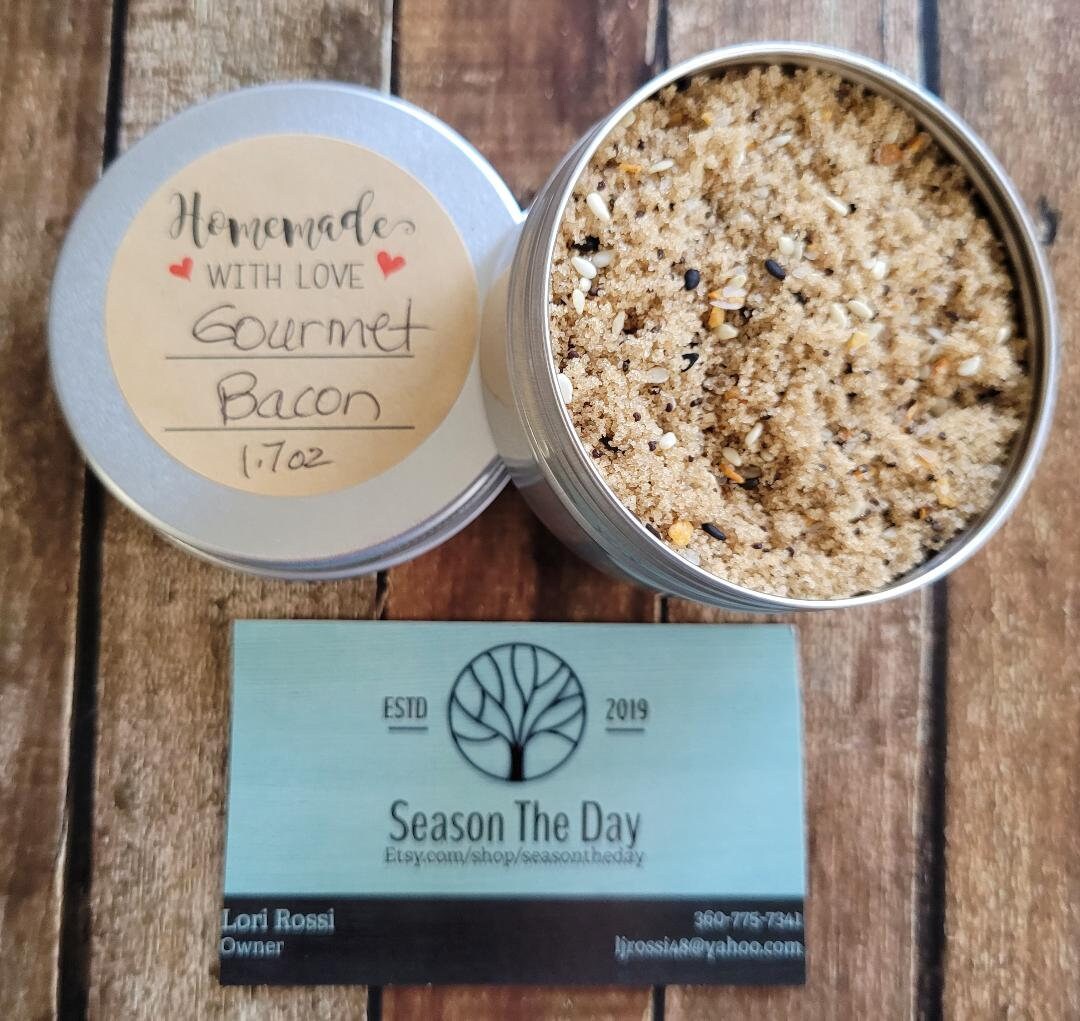 Homemade
WITH LOVE
Gourmet
Bacon
1.7oz
ESTD 2019
Season The Day
Etsy.com/shop/seasontheday
Lori Rossi 360-775-7341
Owner ljrossi48@yahoo.com